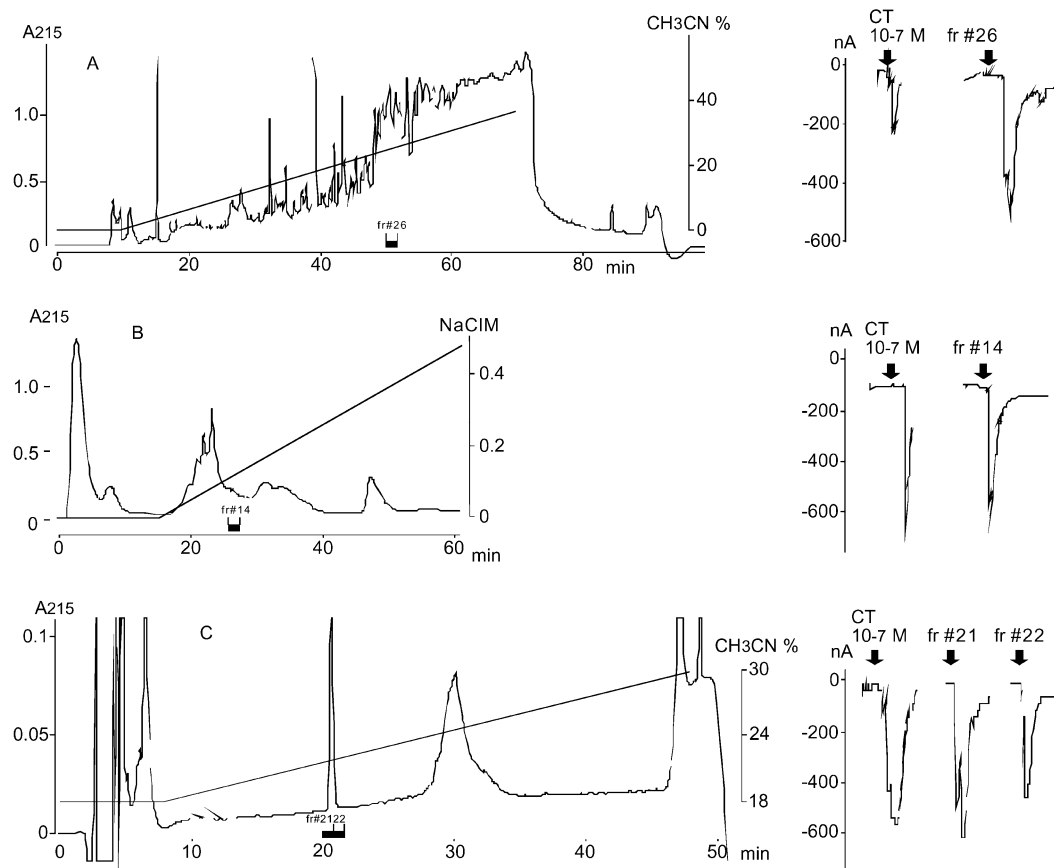 A215
A
CH3CN %
1.0
0.5
0
40
20
0
fr#26
0 20 40 60 80
min
CT
10-7 M
fr #26
nA
0
-200
-400
-600
A215
B
NaClM
1.0
0.5
0
0.4
0.2
0
fr#14
0 20 40 60
min
CT
10-7 M
fr #14
nA
0
-200
-400
-600
A215
C
CH3CN %
0.1
0.05
0
30
24
18
fr#2122
0 10 20 30 40 50
min
CT
10-7 M
fr #21
fr #22
nA
0
-200
-400
-600